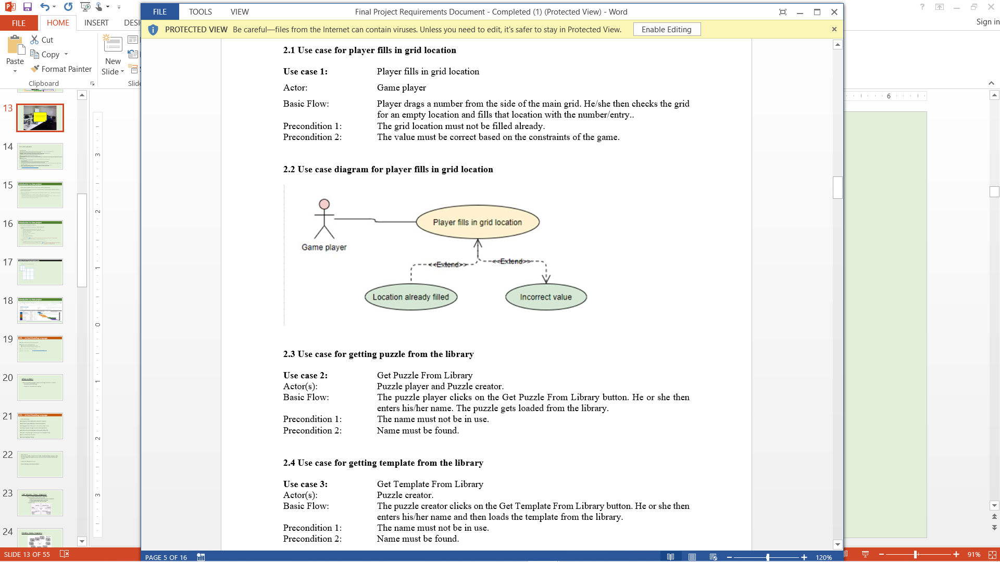 FILE
TOOLS
VIEW
Final Project Requirements Document - Completed (1) (Protected View) - Word
PROTECTED VIEW Be careful—files from the Internet can contain viruses. Unless you need to edit, it's safer to stay in Protected View.
Enable Editing
FILE
HOME
INSERT
Sign in
Cut
Copy
Format Painter
Paste
New
Slide
Clipboard
13
14
15
16
17
18
19
20
21
22
23
24
3
2
1
0
1
2
3
6
2.1 Use case for player fills in grid location
Use case 1: Player fills in grid location
Actor: Game player
Basic Flow: Player drags a number from the side of the main grid. He/she then checks the grid
for an empty location and fills that location with the number/entry..
Precondition 1: The grid location must not be filled already.
Precondition 2: The value must be correct based on the constraints of the game.
2.2 Use case diagram for player fills in grid location
Player fills in grid location
Game player
<<Extend>>
<<Extend>>
Location already filled
Incorrect value
2.3 Use case for getting puzzle from the library
Use case 2: Get Puzzle From Library
Actor(s): Puzzle player and Puzzle creator.
Basic Flow: The puzzle player clicks on the Get Puzzle From Library button. He or she then
enters his/her name. The puzzle gets loaded from the library.
Precondition 1: The name must not be in use.
Precondition 2: Name must be found.
2.4 Use case for getting template from the library
Use case 3: Get Template From Library
Actor(s): Puzzle creator.
Basic Flow: The puzzle creator clicks on the Get Template From Library button. He or she then
enters his/her name and then loads the template from the library.
Precondition 1: The name must not be in use.
Precondition 2: Name must be found.
PAGE 5 OF 16
120%
SLIDE 13 OF 55
91%